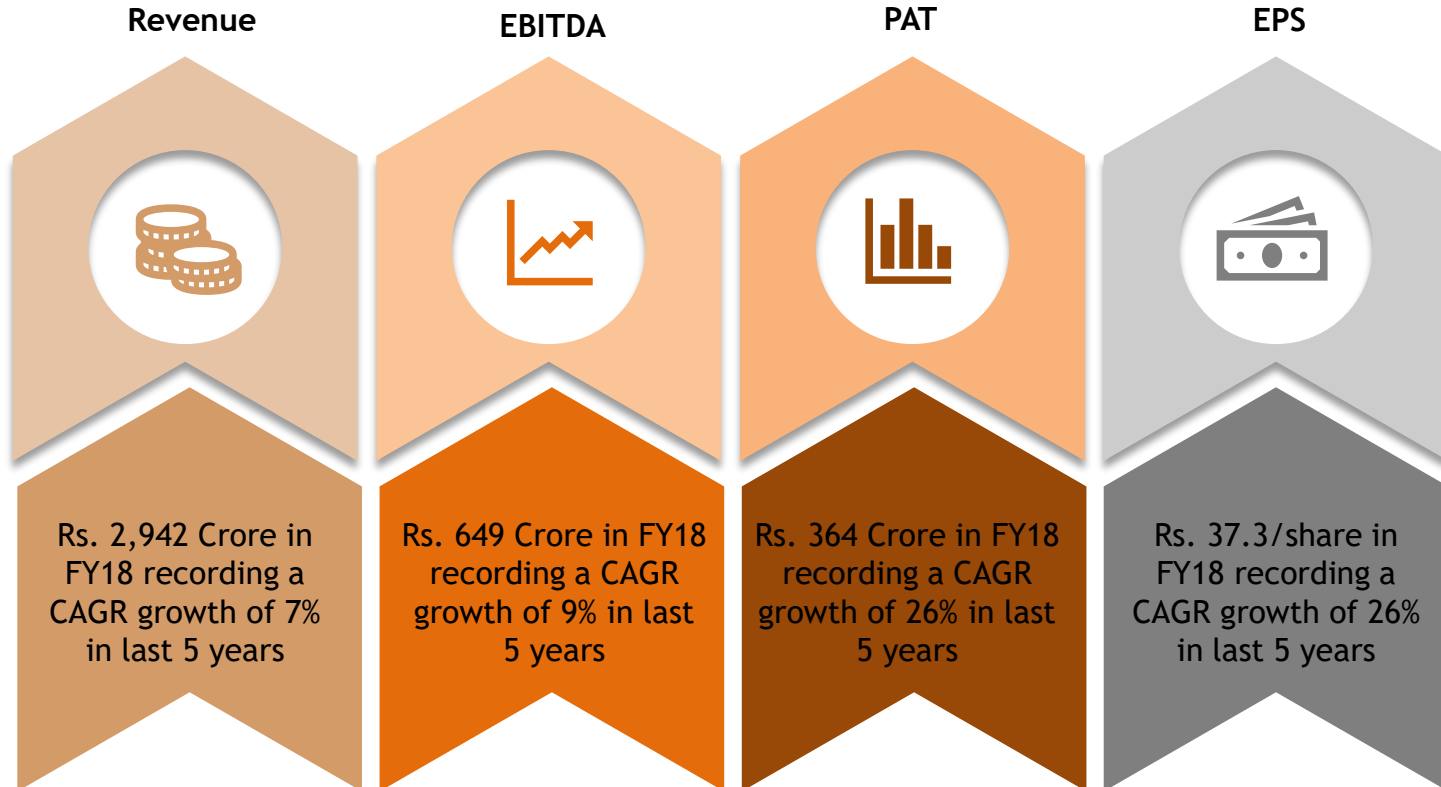 Revenue
EBITDA
PAT
EPS
Rs. 2,942 Crore in
FY18 recording a
CAGR growth of 7%
in last 5 years
Rs. 649 Crore in FY18
recording a CAGR
growth of 9% in last
5 years
Rs. 364 Crore in FY18
recording a CAGR
growth of 26% in last
5 years
Rs. 37.3/share in
FY18 recording a
CAGR growth of 26%
in last 5 years